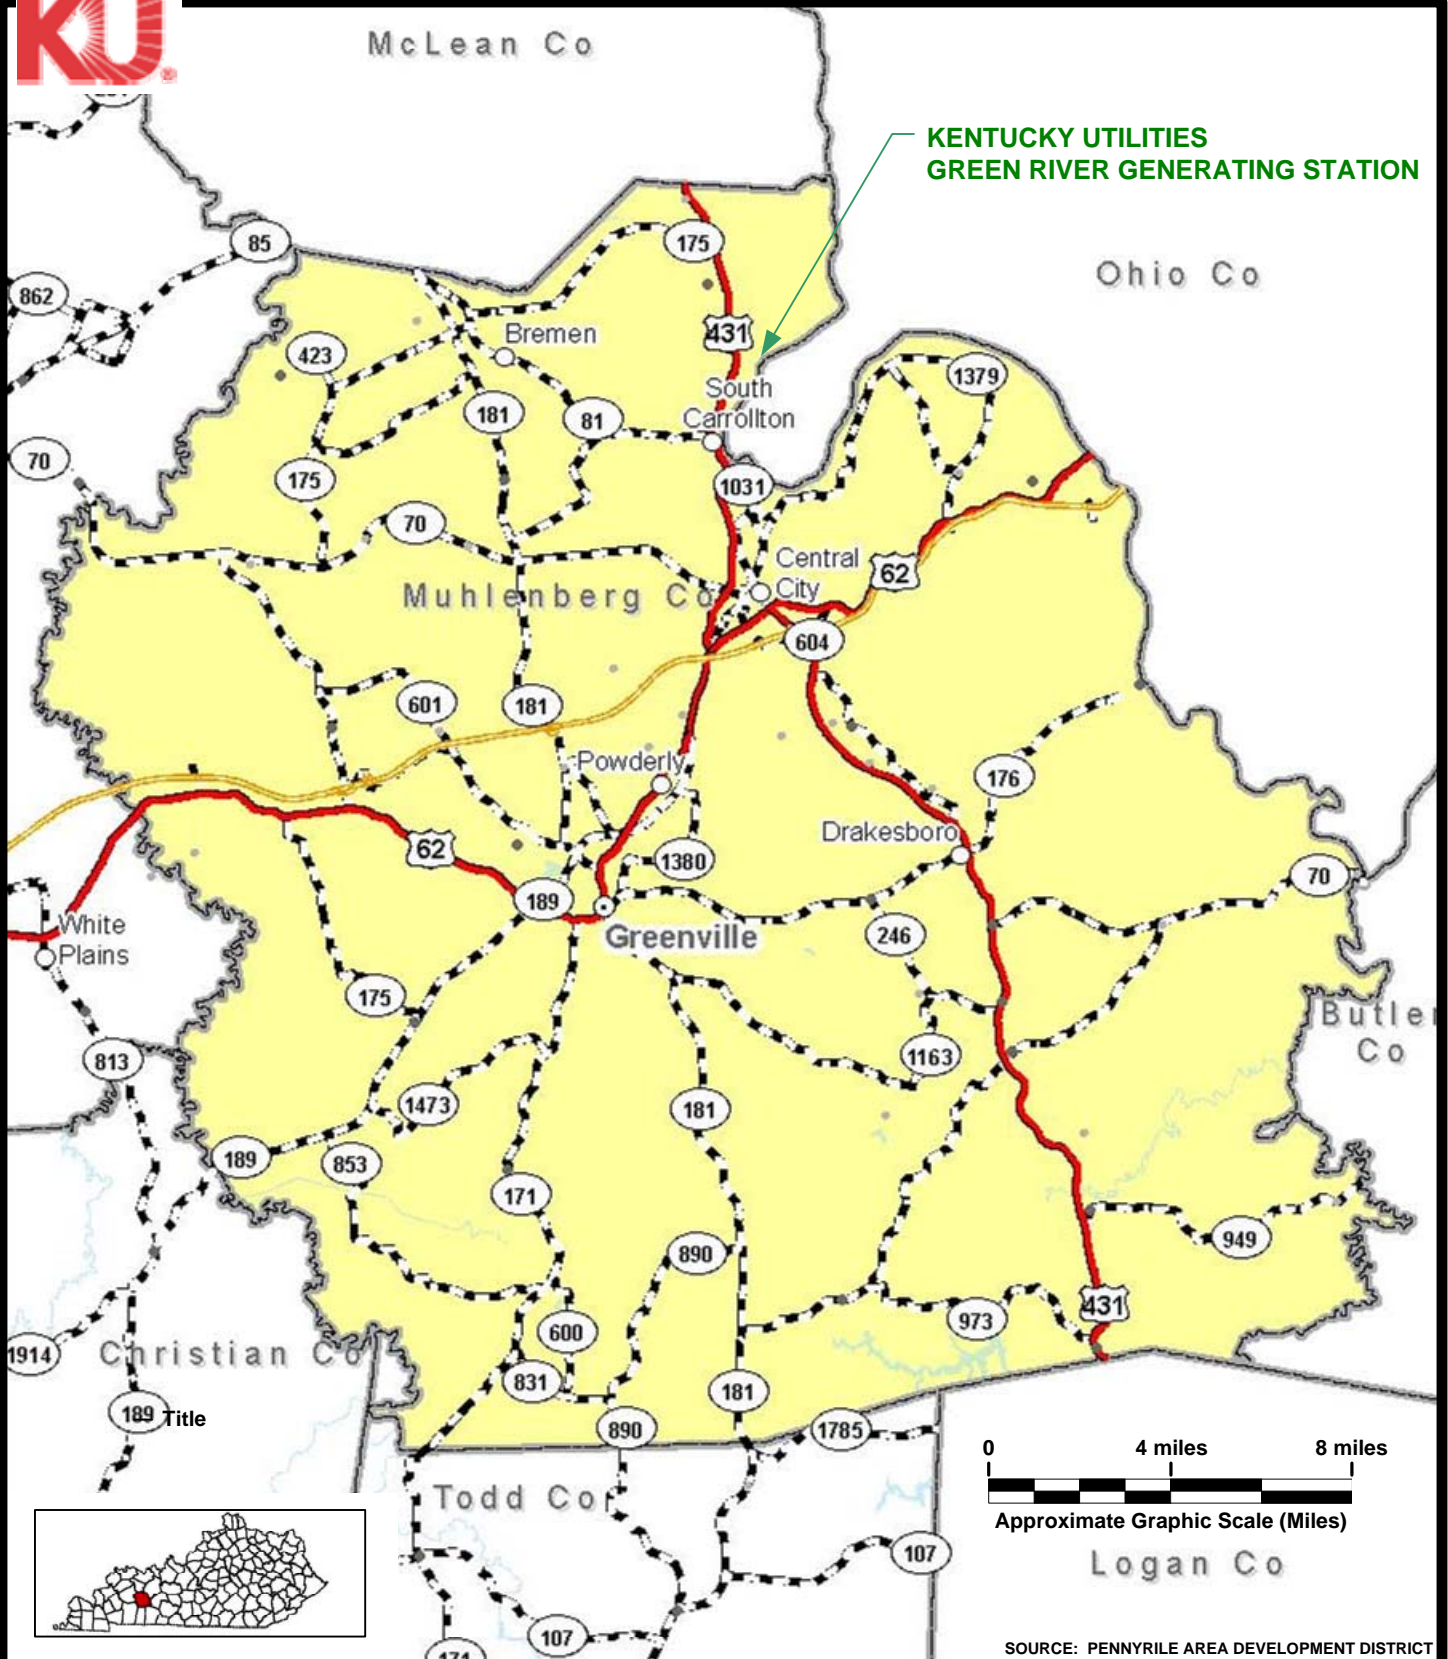 KU®
McLean Co
KENTUCKY UTILITIES
GREEN RIVER GENERATING STATION
85
175
862
Ohio Co
431
Bremen
423
1379
South
Carrollton
181
81
70
175
1031
70
Central
City
62
Muhlenberg Co
604
601
181
Powderly
176
Drakesboro
62
1380
70
189
White
Plains
Greenville
246
175
Butler
Co
813
1163
1473
181
189
853
171
949
890
431
973
600
1914
Christian Co
831
181
189
Title
890
1785
0
4 miles
8 miles
Todd Co
Approximate Graphic Scale (Miles)
107
Logan Co
107
171
SOURCE: PENNYRILE AREA DEVELOPMENT DISTRICT